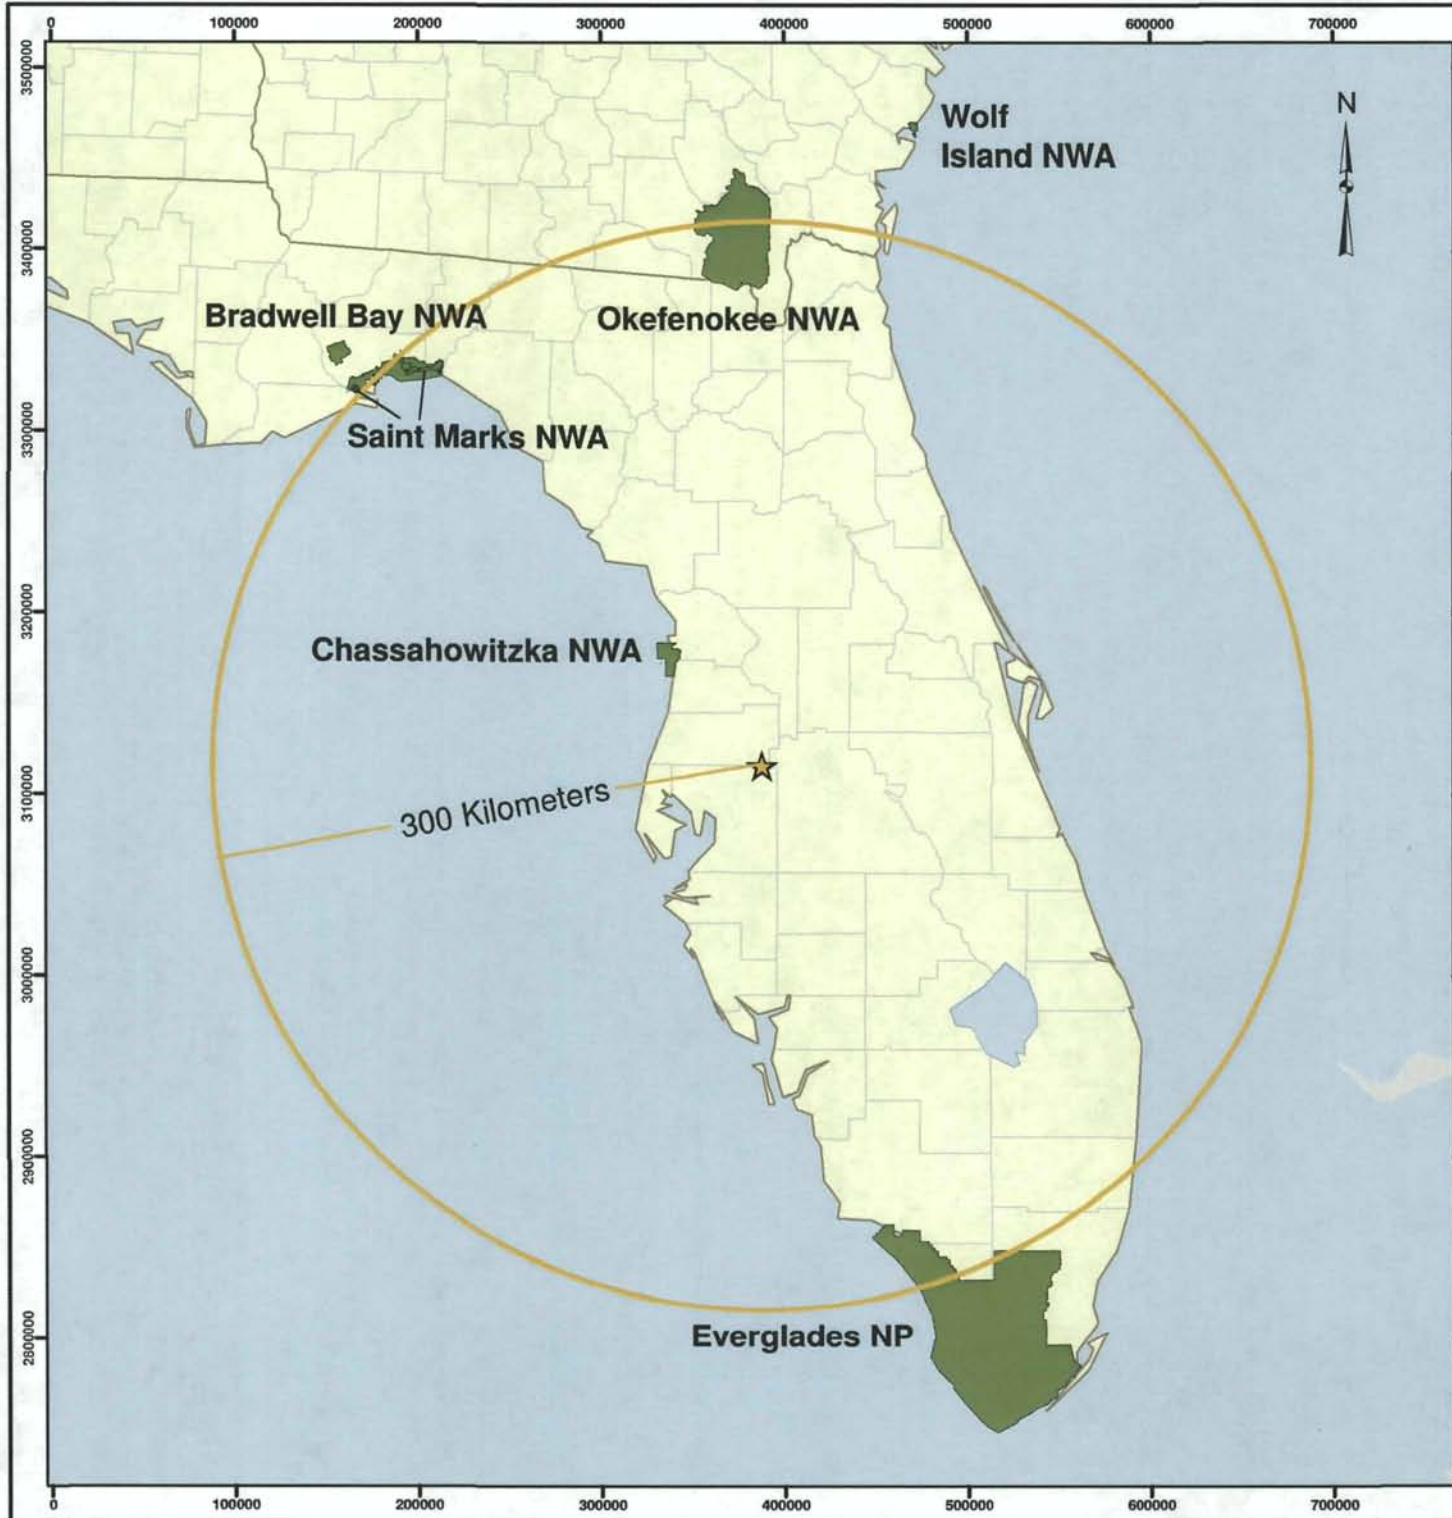 0 100000 200000 300000 400000 500000 600000 700000
3500000
3400000
3300000
3200000
3100000
3000000
2900000
2800000
N
Wolf
Island NWA
Bradwell Bay NWA
Okefenokee NWA
Saint Marks NWA
Chassahowitzka NWA
300 Kilometers
Everglades NP
0 100000 200000 300000 400000 500000 600000 700000